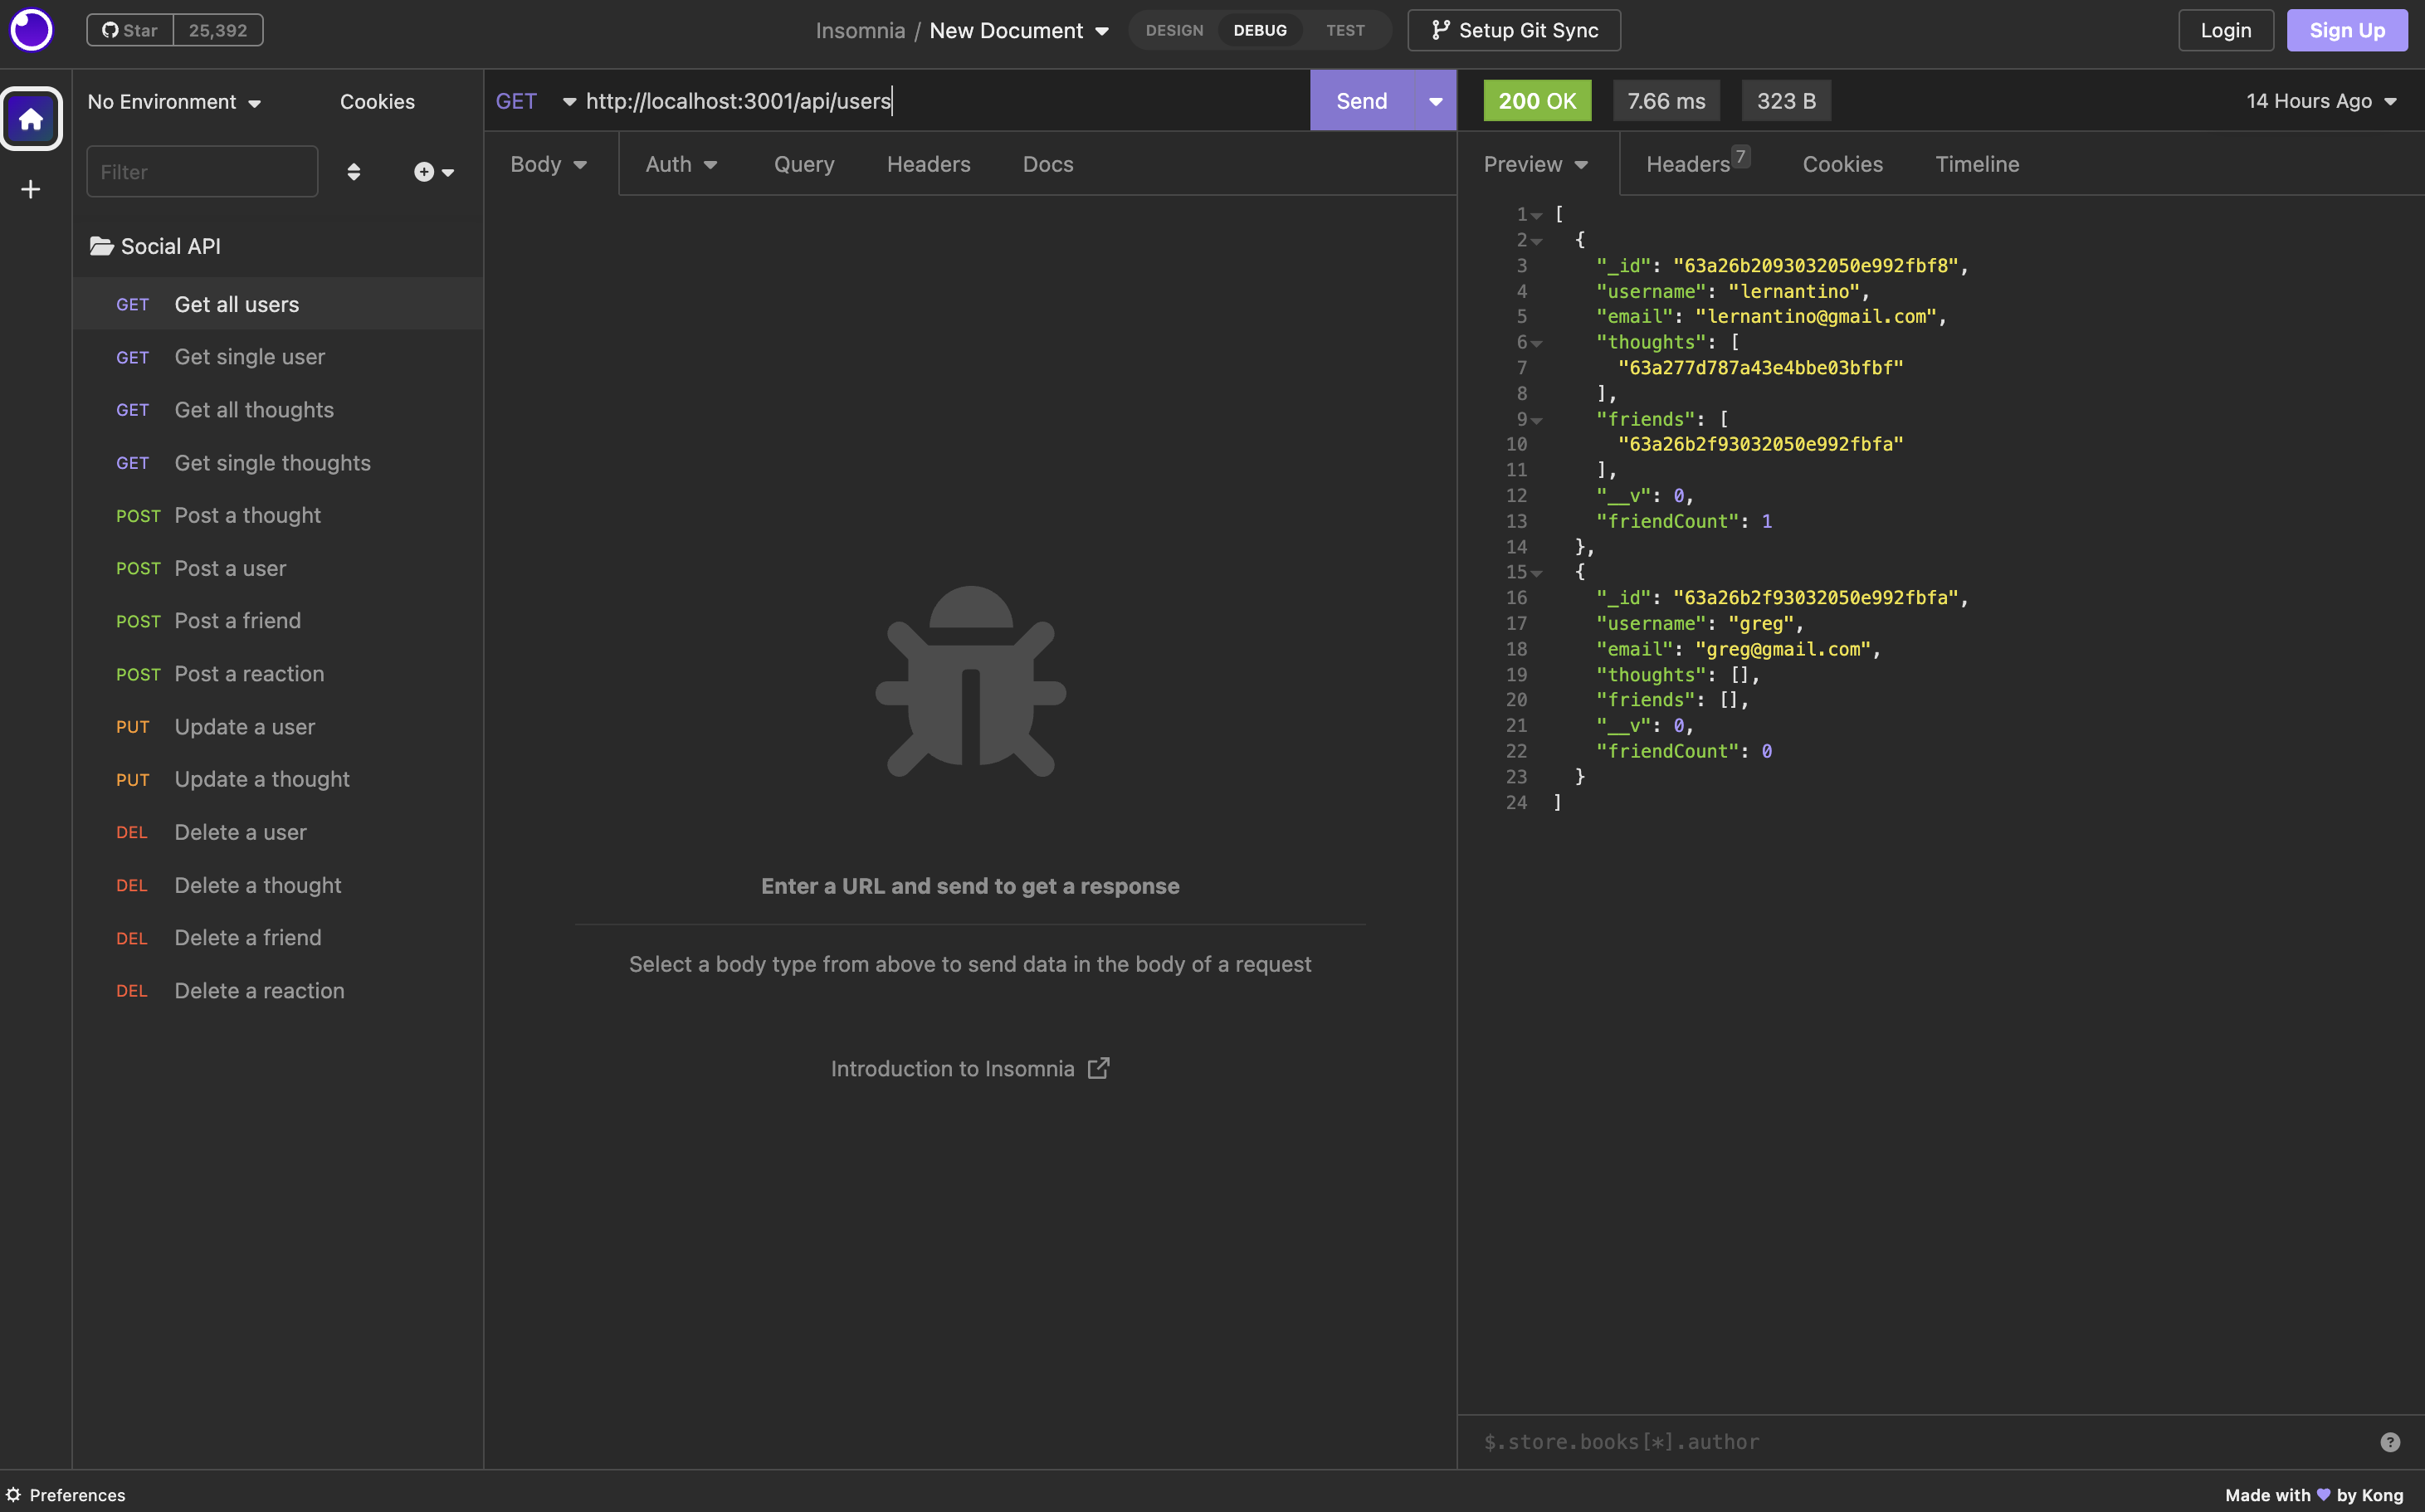 Star 25,392
Insomnia / New Document
DESIGN DEBUG TEST
Setup Git Sync
Login
Sign Up
No Environment
Cookies
Filter
Social API
GET Get all users
GET Get single user
GET Get all thoughts
GET Get single thoughts
POST Post a thought
POST Post a user
POST Post a friend
POST Post a reaction
PUT Update a user
PUT Update a thought
DEL Delete a user
DEL Delete a thought
DEL Delete a friend
DEL Delete a reaction
GET http://localhost:3001/api/users
Send
Body Auth Query Headers Docs
Enter a URL and send to get a response
Select a body type from above to send data in the body of a request
Introduction to Insomnia
200 OK 7.66 ms 323 B
14 Hours Ago
Preview Headers 7 Cookies Timeline
1 [
2 {
3 "_id": "63a26b2093032050e992fbf8",
4 "username": "lernantino",
5 "email": "lernantino@gmail.com",
6 "thoughts": [
7 "63a277d787a43e4bbe03bfbf"
8 ],
9 "friends": [
10 "63a26b2f93032050e992fbfa"
11 ],
12 "__v": 0,
13 "friendCount": 1
14 },
15 {
16 "_id": "63a26b2f93032050e992fbfa",
17 "username": "greg",
18 "email": "greg@gmail.com",
19 "thoughts": [],
20 "friends": [],
21 "__v": 0,
22 "friendCount": 0
23 }
24 ]
$.store.books[*].author
?
Preferences
Made with 💜 by Kong